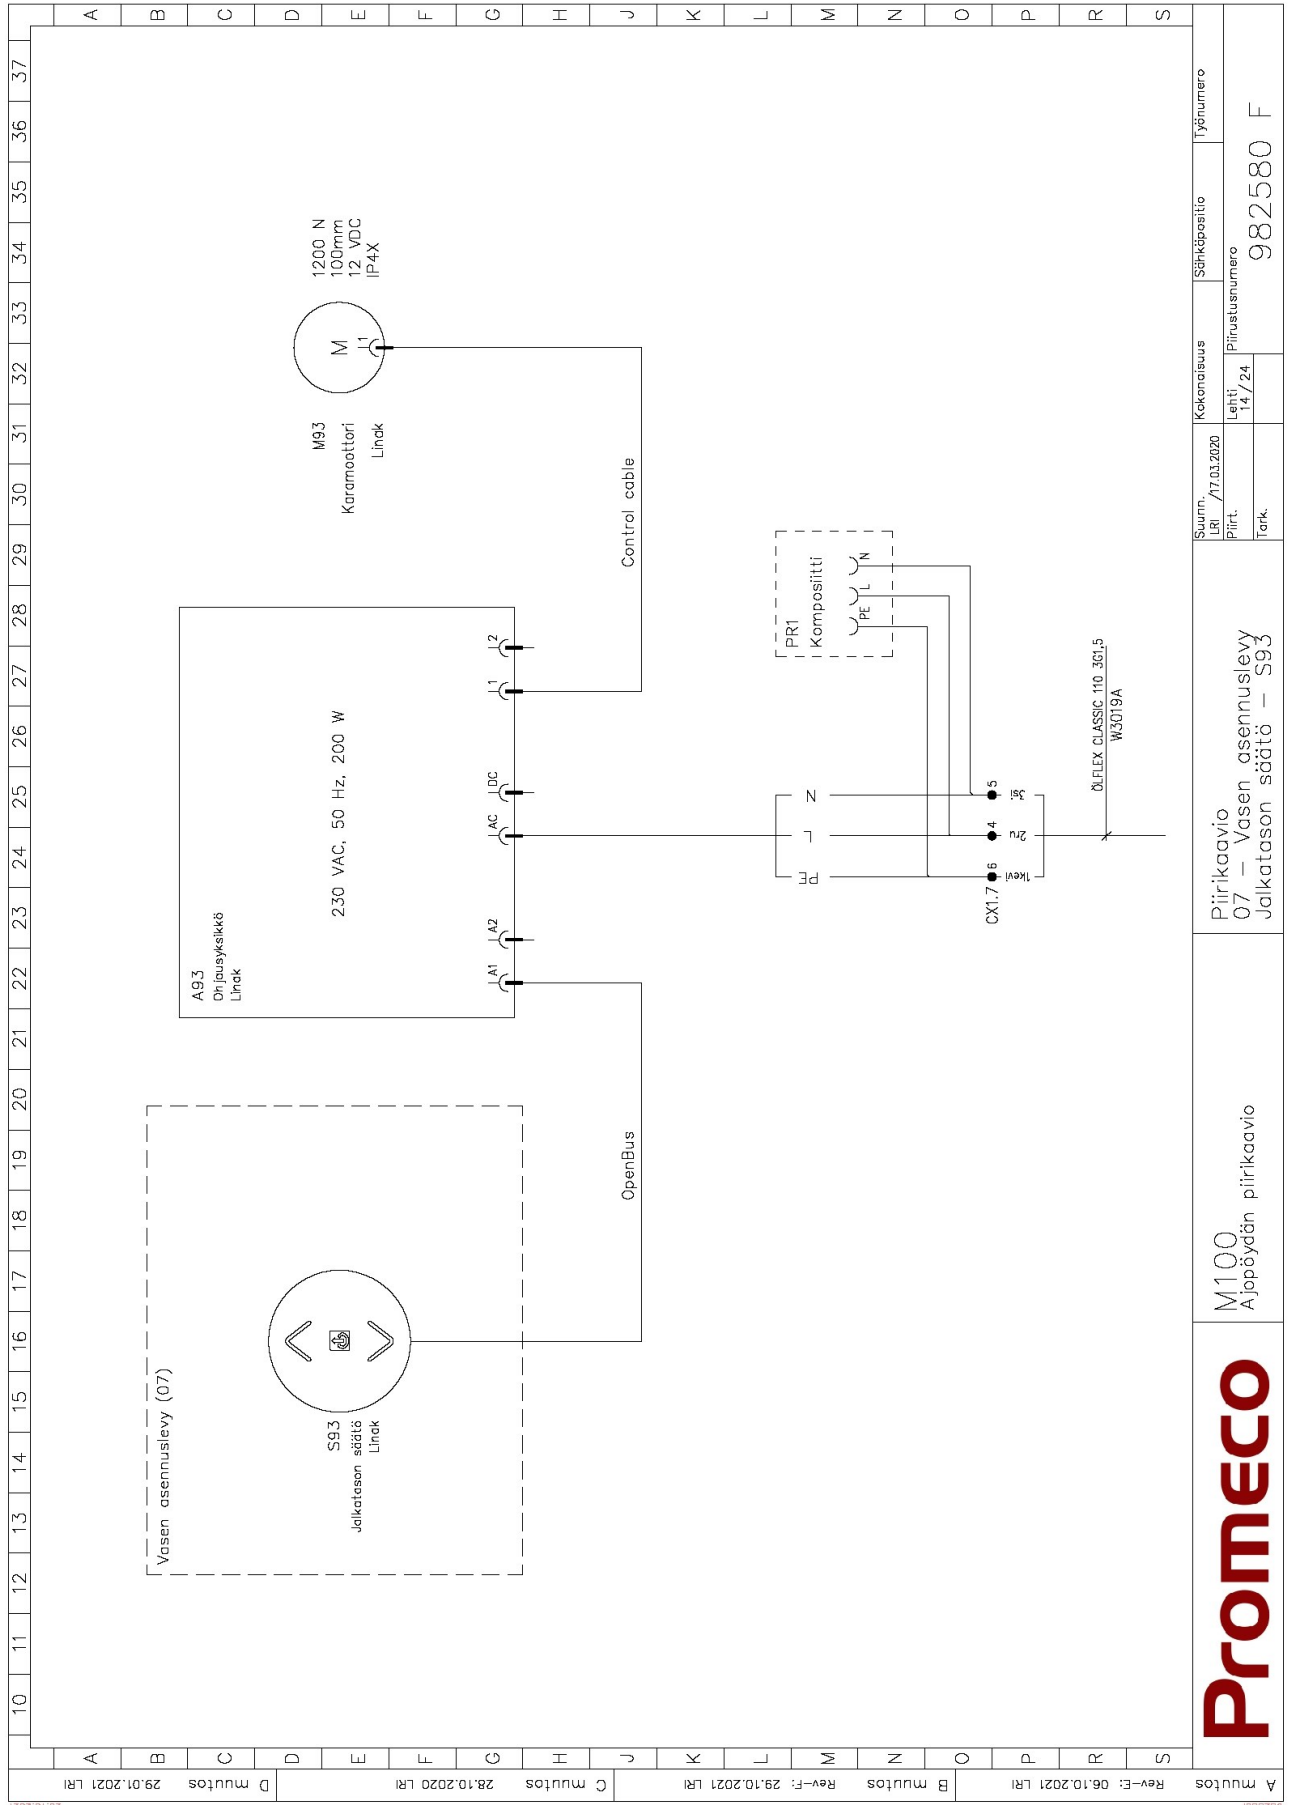 10 11 12 13 14 15 16 17 18 19 20 21 22 23 24 25 26 27 28 29 30 31 32 33 34 35 36 37
A
B
C
D
E
F
G
H
J
K
L
M
N
O
P
R
S
A
B
C
D
E
F
G
H
J
K
L
M
N
O
P
R
S
Vasen asennuslevy (07)
S93
Jalkatason säätö
Linak
OpenBus
A93
Ohjausyksikkö
Linak
230 VAC, 50 Hz, 200 W
A1
A2
AC
DC
1
2
M93
Karamoottori
Linak
M
1
1200 N
100mm
12 VDC
IP4X
Control cable
PR1
Komposiitti
PE
L
N
PE
L
N
CX1.7
6
4
5
1kevi
2ru
3si
ÖLFLEX CLASSIC 110 3G1,5
W3019A
D muutos 29.01.2021 LRI
C muutos 28.10.2020 LRI
B muutos Rev-F: 29.10.2021 LRI
A muutos Rev-E: 06.10.2021 LRI
Promeco
M100
Ajopöydän piirikaavio
Piirikaavio
07 - Vasen asennuslevy
Jalkatason säätö - S93
Suunn.
LRI /17.03.2020
Piirt.
Tark.
Kokonaisuus
Sähköpositio
Työnumero
Lehti
14/24
Piirustusnumero
982580 F